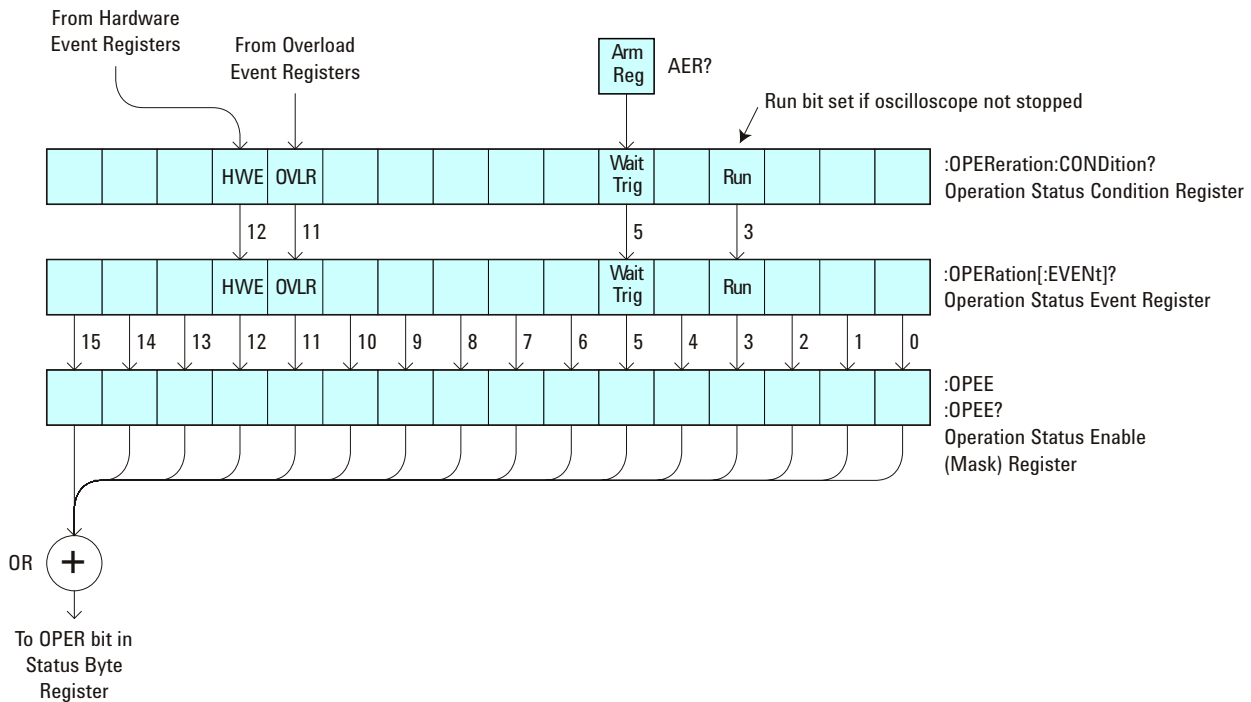 From Hardware
Event Registers
From Overload
Event Registers
Arm
Reg
AER?
Run bit set if oscilloscope not stopped
HWE
OVLR
Wait
Trig
Run
:OPEReration:CONDition?
Operation Status Condition Register
12
11
5
3
HWE
OVLR
Wait
Trig
Run
:OPERation[:EVENt]?
Operation Status Event Register
15
14
13
12
11
10
9
8
7
6
5
4
3
2
1
0
:OPEE
:OPEE?
Operation Status Enable
(Mask) Register
OR
+
To OPER bit in
Status Byte
Register